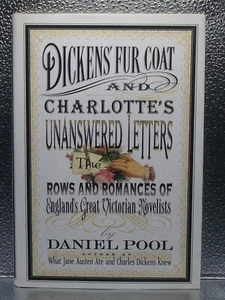 DICKENS' FUR COAT
AND
CHARLOTTE'S
UNANSWERED LETTERS
The
ROWS AND ROMANCES OF
England's Great Victorian Novelists
by
DANIEL POOL
AUTHOR OF
What Jane Austen Ate and Charles Dickens Knew